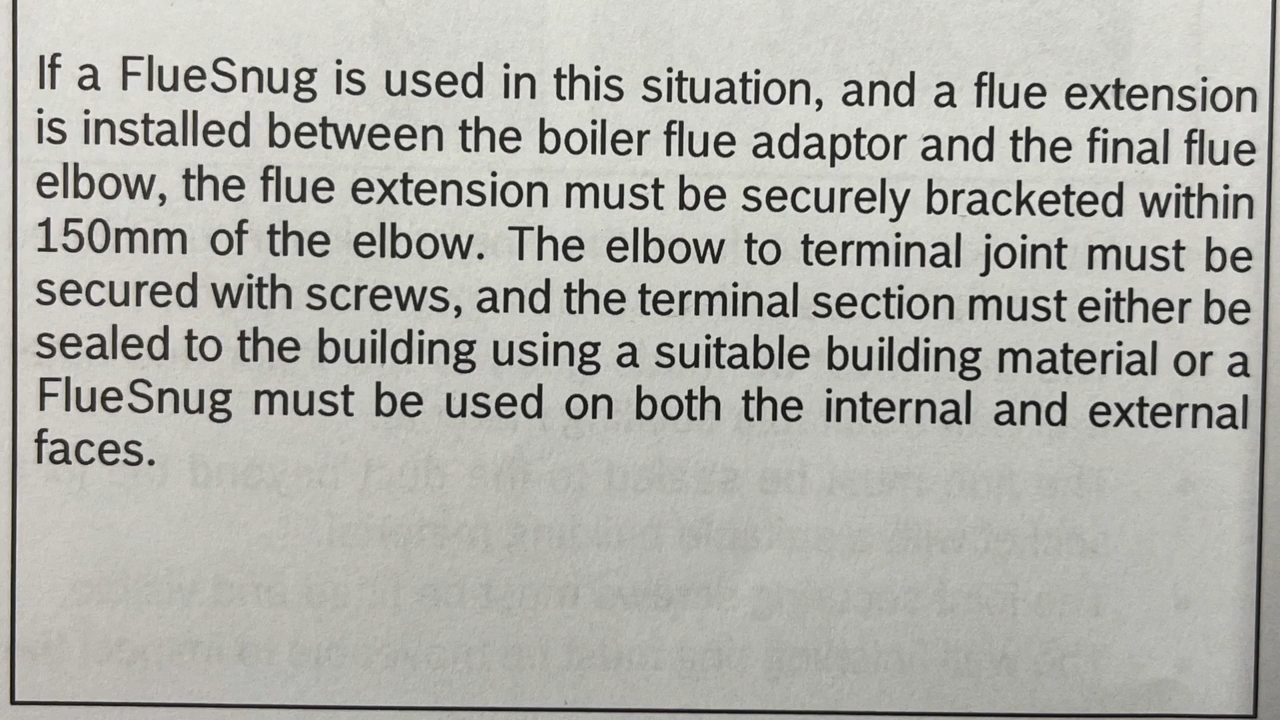 If a FlueSnug is used in this situation, and a flue extension
is installed between the boiler flue adaptor and the final flue
elbow, the flue extension must be securely bracketed within
150mm of the elbow. The elbow to terminal joint must be
secured with screws, and the terminal section must either be
sealed to the building using a suitable building material or a
FlueSnug must be used on both the internal and external
faces.